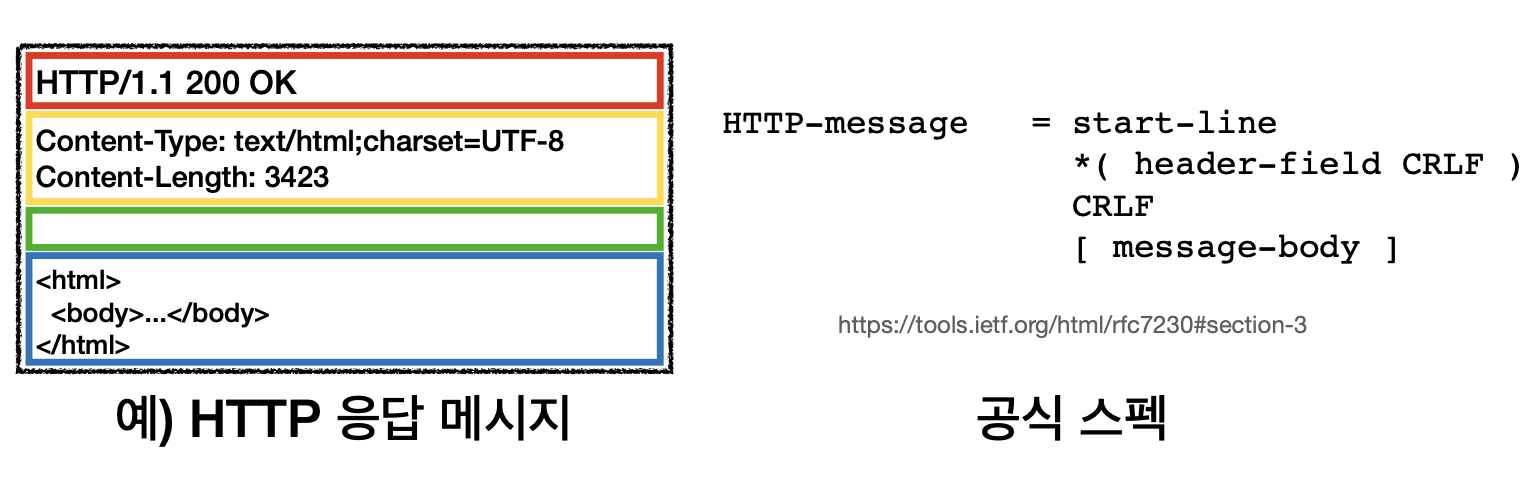 HTTP/1.1 200 OK
Content-Type: text/html;charset=UTF-8
Content-Length: 3423
<html>
<body>...</body>
</html>
예) HTTP 응답 메시지
HTTP-message = start-line
*( header-field CRLF )
CRLF
[ message-body ]
https://tools.ietf.org/html/rfc7230#section-3
공식 스펙